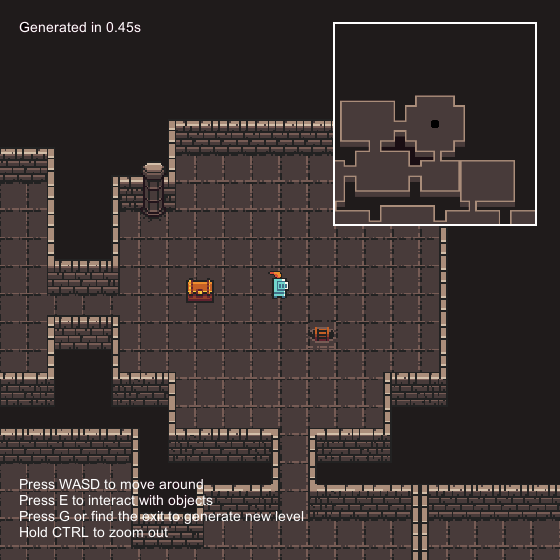 Generated in 0.45s
Press WASD to move around
Press E to interact with objects
Press G or find the exit to generate new level
Hold CTRL to zoom out